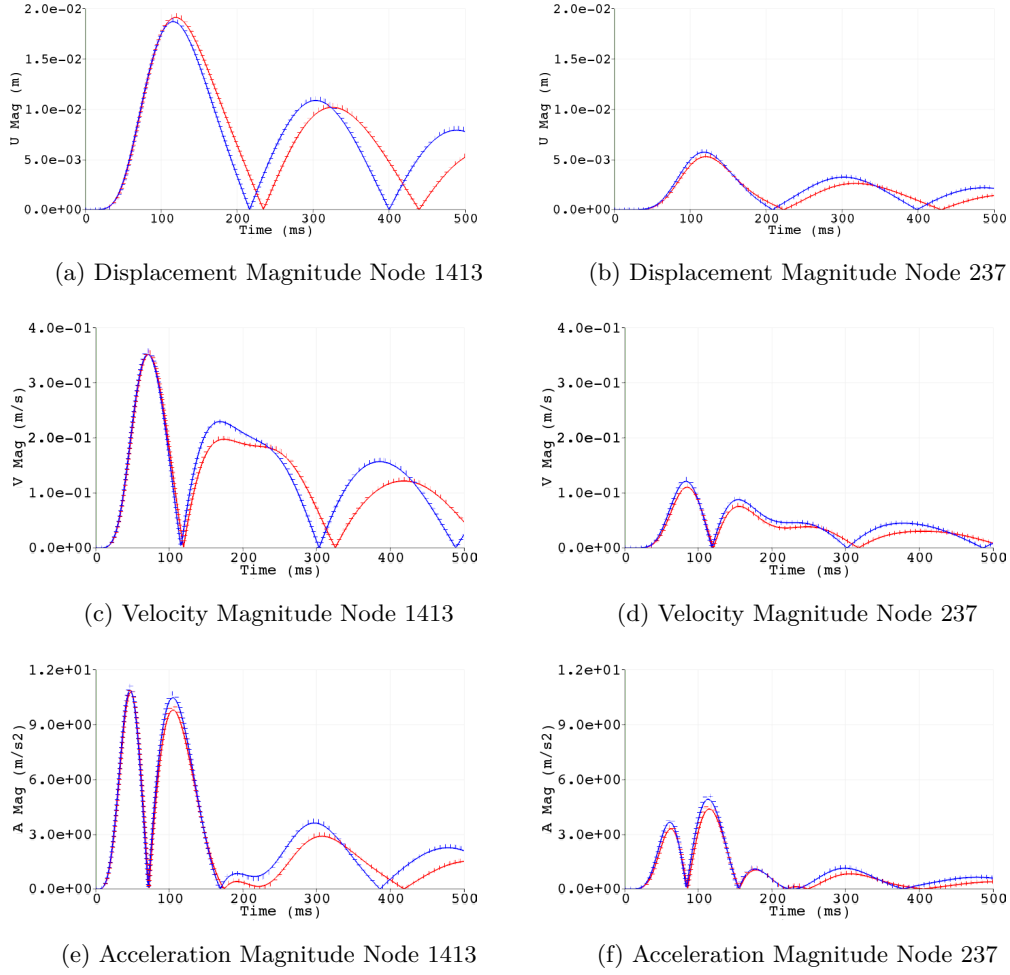 2.0e-02
1.5e-02
1.0e-02
5.0e-03
0.0e+00
U Mag (m)
0 100 200 300 400 500
Time (ms)
(a) Displacement Magnitude Node 1413
2.0e-02
1.5e-02
1.0e-02
5.0e-03
0.0e+00
U Mag (m)
0 100 200 300 400 500
Time (ms)
(b) Displacement Magnitude Node 237
4.0e-01
3.0e-01
2.0e-01
1.0e-01
0.0e+00
V Mag (m/s)
0 100 200 300 400 500
Time (ms)
(c) Velocity Magnitude Node 1413
4.0e-01
3.0e-01
2.0e-01
1.0e-01
0.0e+00
V Mag (m/s)
0 100 200 300 400 500
Time (ms)
(d) Velocity Magnitude Node 237
1.2e+01
9.0e+00
6.0e+00
3.0e+00
0.0e+00
A Mag (m/s2)
0 100 200 300 400 500
Time (ms)
(e) Acceleration Magnitude Node 1413
1.2e+01
9.0e+00
6.0e+00
3.0e+00
0.0e+00
A Mag (m/s2)
0 100 200 300 400 500
Time (ms)
(f) Acceleration Magnitude Node 237